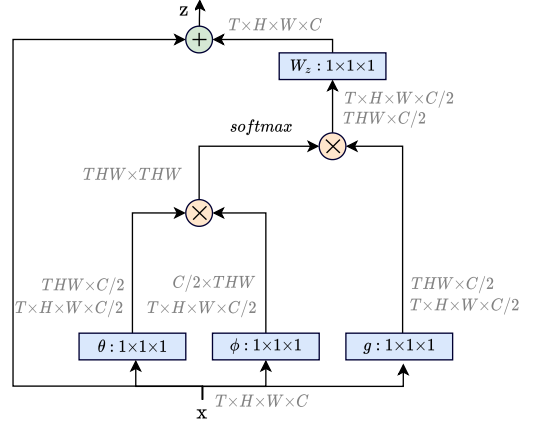 z
T×H×W×C
+
W_z : 1×1×1
T×H×W×C/2
THW×C/2
softmax
×
THW×THW
×
THW×C/2
T×H×W×C/2
C/2×THW
T×H×W×C/2
THW×C/2
T×H×W×C/2
θ : 1×1×1
ϕ : 1×1×1
g : 1×1×1
T×H×W×C
x